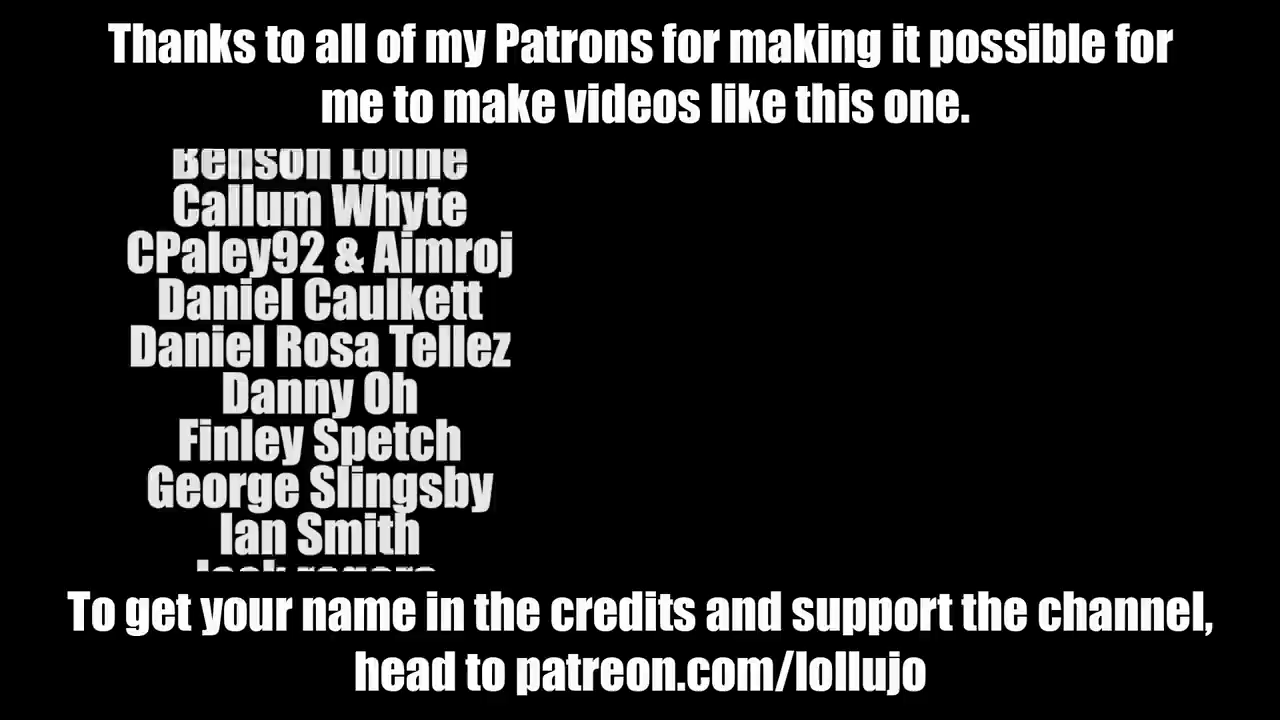 Thanks to all of my Patrons for making it possible for
me to make videos like this one.
Benson Lonne
Callum Whyte
CPaley92 & Aimroj
Daniel Caulkett
Daniel Rosa Tellez
Danny Oh
Finley Spetch
George Slingsby
Ian Smith
To get your name in the credits and support the channel,
head to patreon.com/lollujo